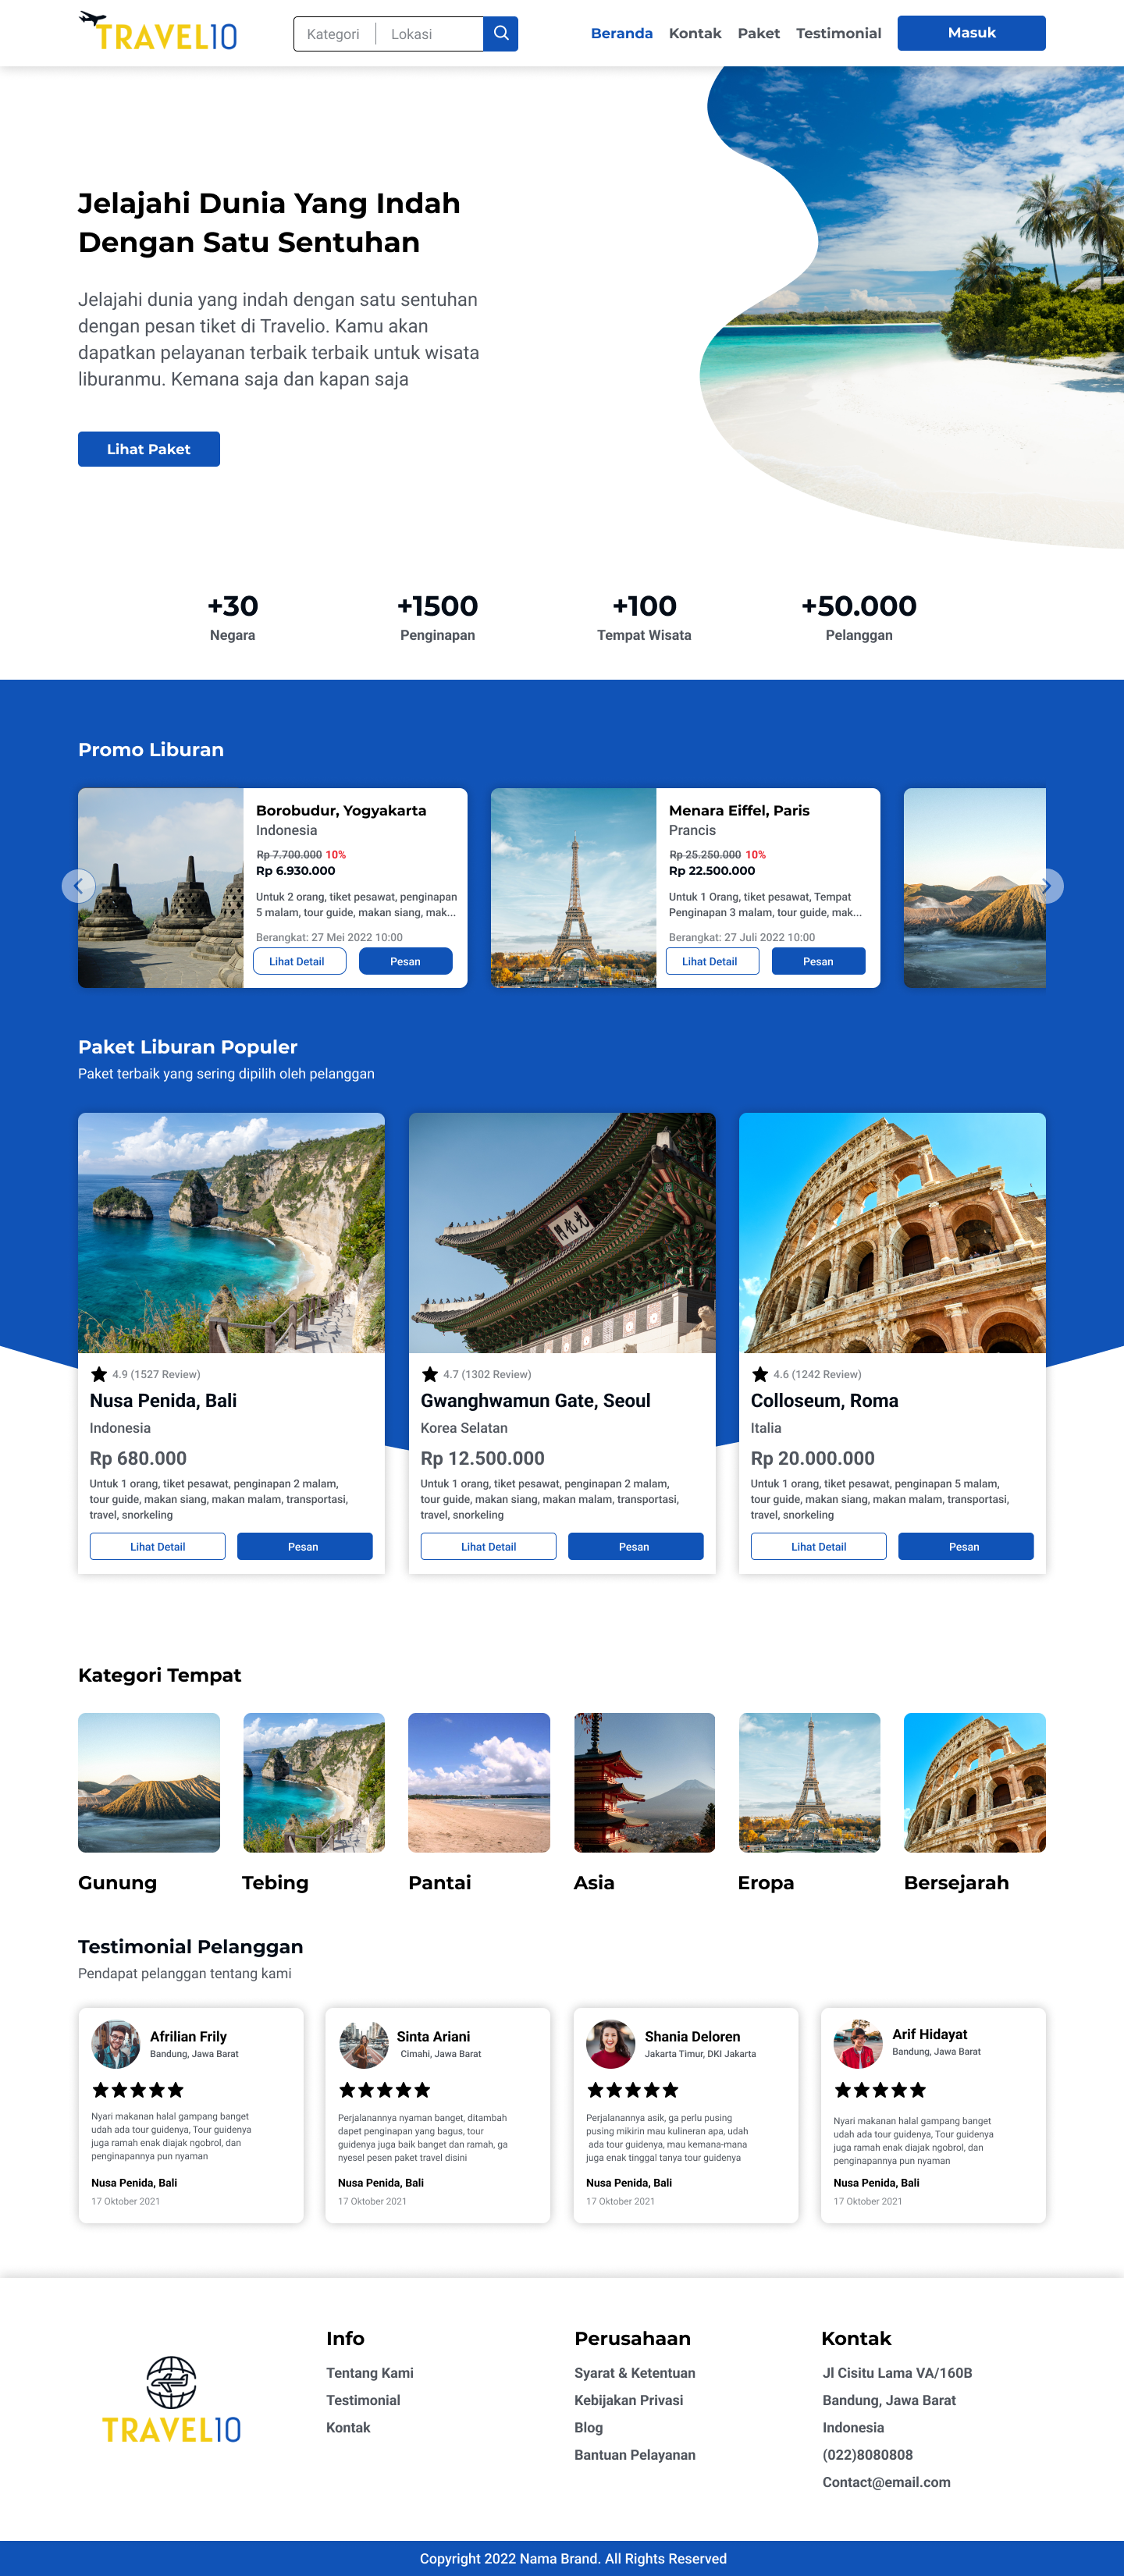 TRAVELIO
Kategori
Lokasi
Beranda
Kontak
Paket
Testimonial
Masuk
Jelajahi Dunia Yang Indah
Dengan Satu Sentuhan
Jelajahi dunia yang indah dengan satu sentuhan
dengan pesan tiket di Travelio. Kamu akan
dapatkan pelayanan terbaik terbaik untuk wisata
liburanmu. Kemana saja dan kapan saja
Lihat Paket
+30
Negara
+1500
Penginapan
+100
Tempat Wisata
+50.000
Pelanggan
Promo Liburan
Borobudur, Yogyakarta
Indonesia
Rp 7.700.000 10%
Rp 6.930.000
Untuk 2 orang, tiket pesawat, penginapan
5 malam, tour guide, makan siang, mak...
Berangkat: 27 Mei 2022 10:00
Lihat Detail
Pesan
Menara Eiffel, Paris
Prancis
Rp 25.250.000 10%
Rp 22.500.000
Untuk 1 Orang, tiket pesawat, Tempat
Penginapan 3 malam, tour guide, mak...
Berangkat: 27 Juli 2022 10:00
Lihat Detail
Pesan
Paket Liburan Populer
Paket terbaik yang sering dipilih oleh pelanggan
門化光
4.9 (1527 Review)
Nusa Penida, Bali
Indonesia
Rp 680.000
Untuk 1 orang, tiket pesawat, penginapan 2 malam,
tour guide, makan siang, makan malam, transportasi,
travel, snorkeling
Lihat Detail
Pesan
4.7 (1302 Review)
Gwanghwamun Gate, Seoul
Korea Selatan
Rp 12.500.000
Untuk 1 orang, tiket pesawat, penginapan 2 malam,
tour guide, makan siang, makan malam, transportasi,
travel, snorkeling
Lihat Detail
Pesan
4.6 (1242 Review)
Colloseum, Roma
Italia
Rp 20.000.000
Untuk 1 orang, tiket pesawat, penginapan 5 malam,
tour guide, makan siang, makan malam, transportasi,
travel, snorkeling
Lihat Detail
Pesan
Kategori Tempat
Gunung
Tebing
Pantai
Asia
Eropa
Bersejarah
Testimonial Pelanggan
Pendapat pelanggan tentang kami
Afrilian Frily
Bandung, Jawa Barat
Nyari makanan halal gampang banget
udah ada tour guidenya, Tour guidenya
juga ramah enak diajak ngobrol, dan
penginapannya pun nyaman
Nusa Penida, Bali
17 Oktober 2021
Sinta Ariani
Cimahi, Jawa Barat
Perjalanannya nyaman banget, ditambah
dapet penginapan yang bagus, tour
guidenya juga baik banget dan ramah, ga
nyesel pesen paket travel disini
Nusa Penida, Bali
17 Oktober 2021
Shania Deloren
Jakarta Timur, DKI Jakarta
Perjalanannya asik, ga perlu pusing
pusing mikirin mau kulineran apa, udah
ada tour guidenya, mau kemana-mana
juga enak tinggal tanya tour guidenya
Nusa Penida, Bali
17 Oktober 2021
Arif Hidayat
Bandung, Jawa Barat
Nyari makanan halal gampang banget
udah ada tour guidenya, Tour guidenya
juga ramah enak diajak ngobrol, dan
penginapannya pun nyaman
Nusa Penida, Bali
17 Oktober 2021
TRAVELIO
Info
Tentang Kami
Testimonial
Kontak
Perusahaan
Syarat & Ketentuan
Kebijakan Privasi
Blog
Bantuan Pelayanan
Kontak
Jl Cisitu Lama VA/160B
Bandung, Jawa Barat
Indonesia
(022)8080808
Contact@email.com
Copyright 2022 Nama Brand. All Rights Reserved